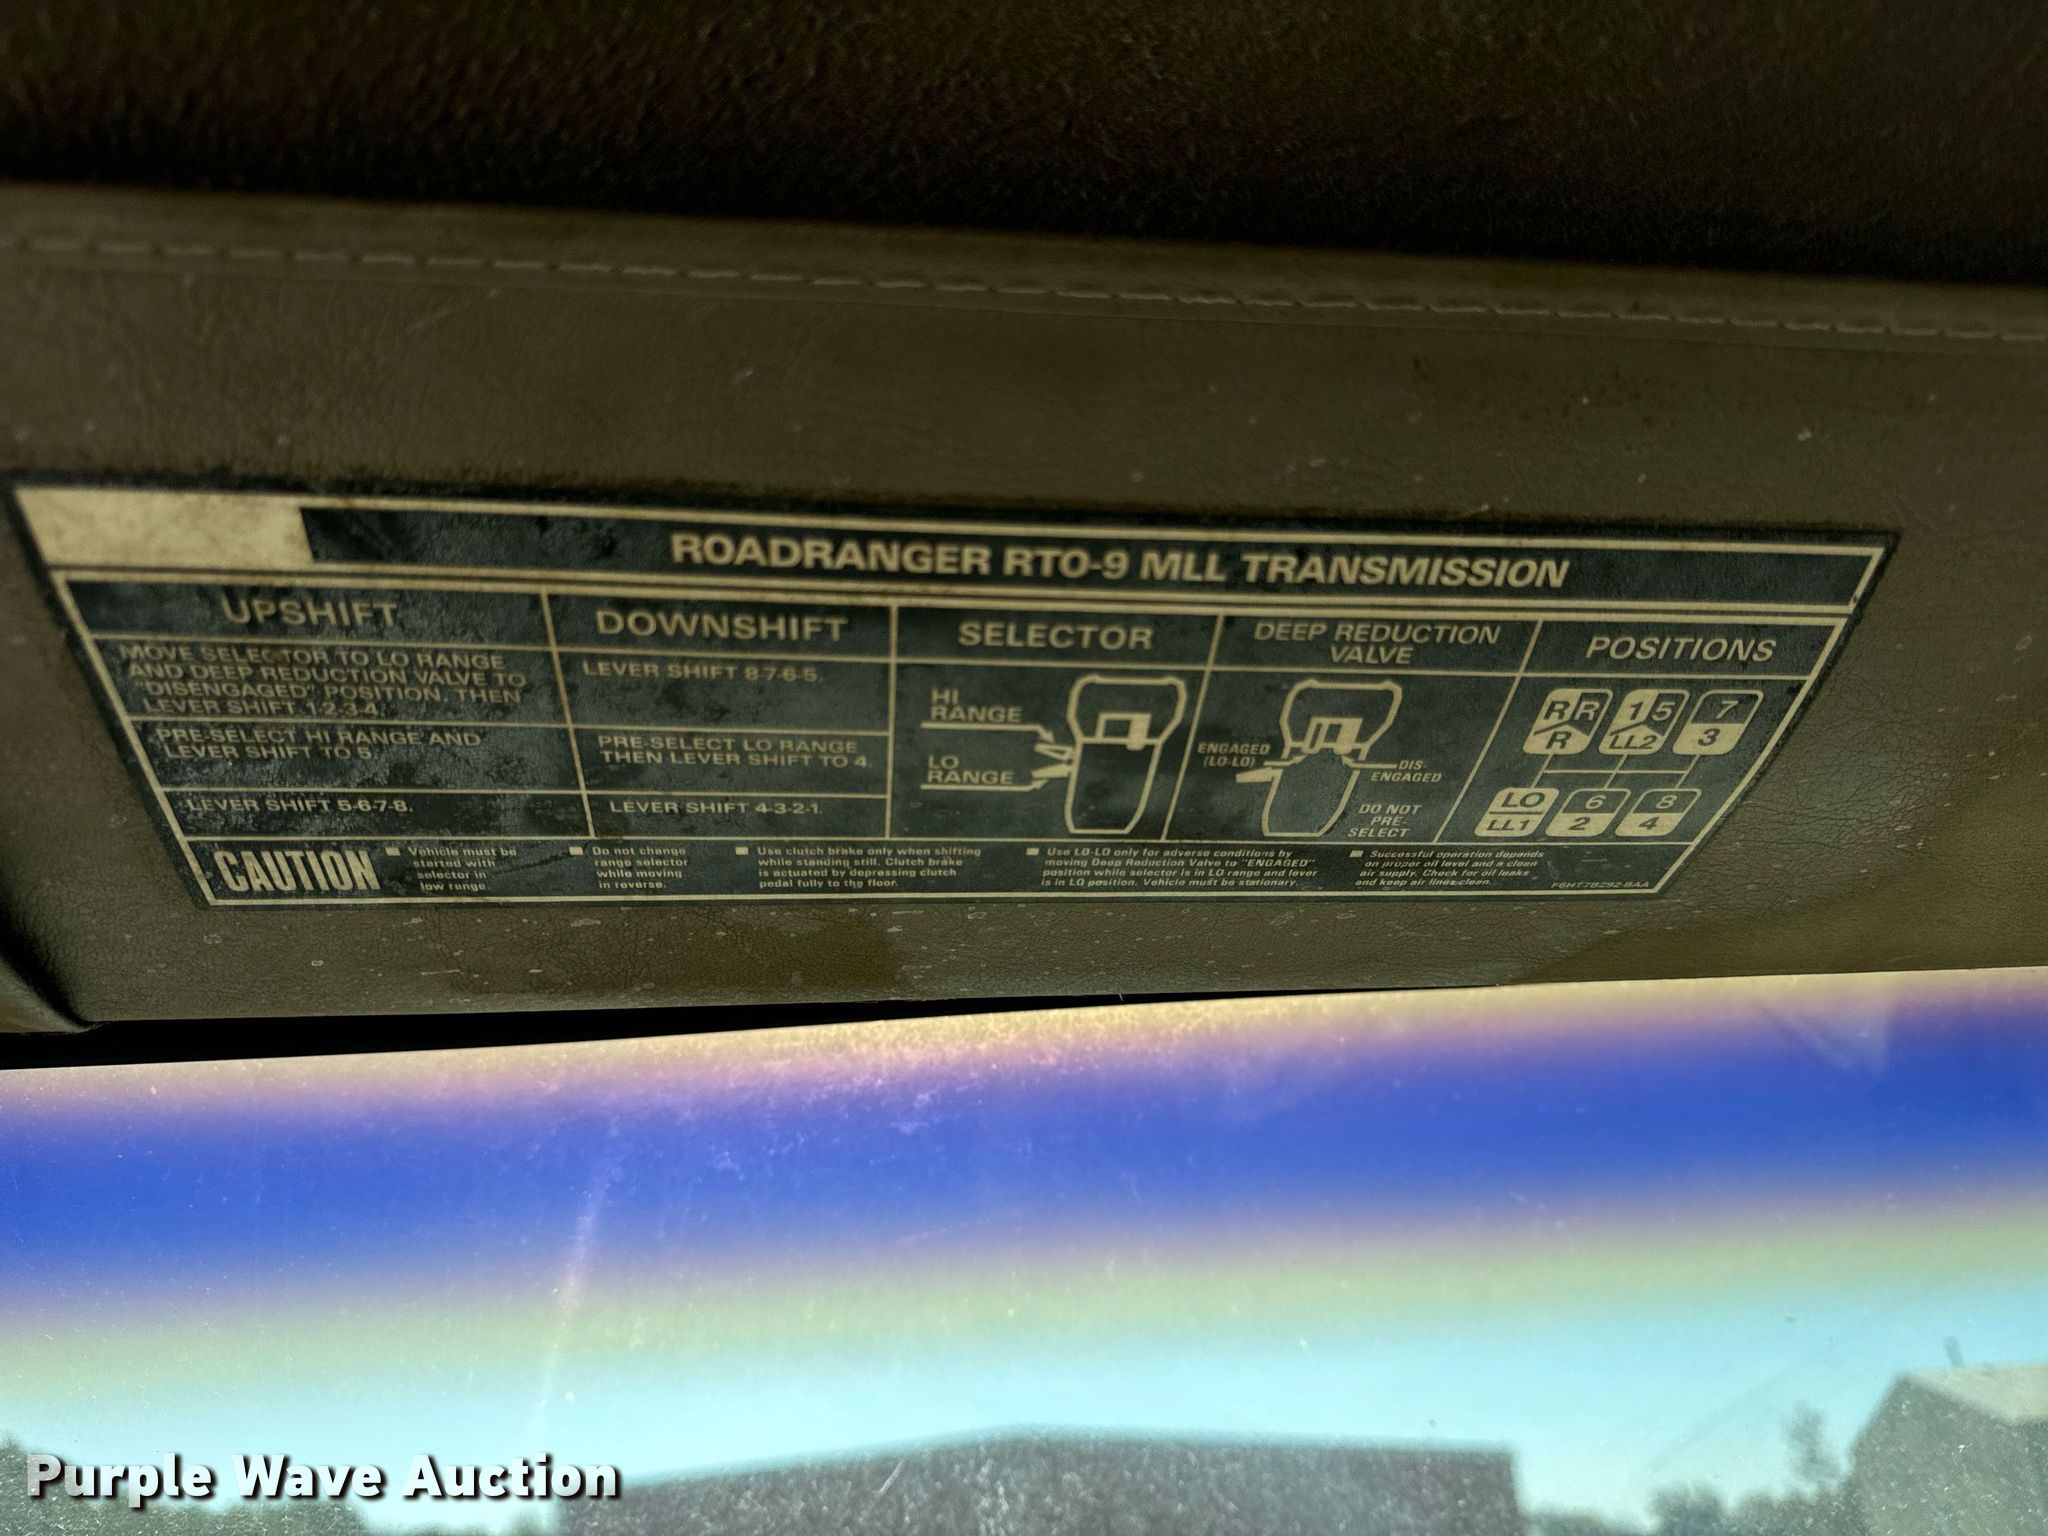 ROADRANGER RTO-9 MLL TRANSMISSION
UPSHIFT
MOVE SELECTOR TO LO RANGE
AND DEEP REDUCTION VALVE TO
"DISENGAGED" POSITION, THEN
LEVER SHIFT 1-2-3-4.
PRE-SELECT HI RANGE AND
LEVER SHIFT TO 5.
LEVER SHIFT 5-6-7-8.
DOWNSHIFT
LEVER SHIFT 8-7-6-5.
PRE-SELECT LO RANGE
THEN LEVER SHIFT TO 4.
LEVER SHIFT 4-3-2-1.
SELECTOR
HI
RANGE
LO
RANGE
DEEP REDUCTION
VALVE
ENGAGED
(LO-LO)
DIS-
ENGAGED
DO NOT
PRE-
SELECT
POSITIONS
R R
R
1 5
LL2
7
3
LO
LL1
6
2
8
4
CAUTION
■ Vehicle must be
started with
selector in
low range.
■ Do not change
range selector
while moving
in reverse.
■ Use clutch brake only when shifting
while standing still. Clutch brake
is actuated by depressing clutch
pedal fully to the floor.
■ Use LO-LO only for adverse conditions by
moving Deep Reduction Valve to "ENGAGED"
position while selector is in LO range and lever
is in LO position. Vehicle must be stationary.
■ Successful operation depends
on proper oil level and a clean
air supply. Check for oil leaks
and keep air lines clean.
F6HT7B292-BAA
Purple Wave Auction